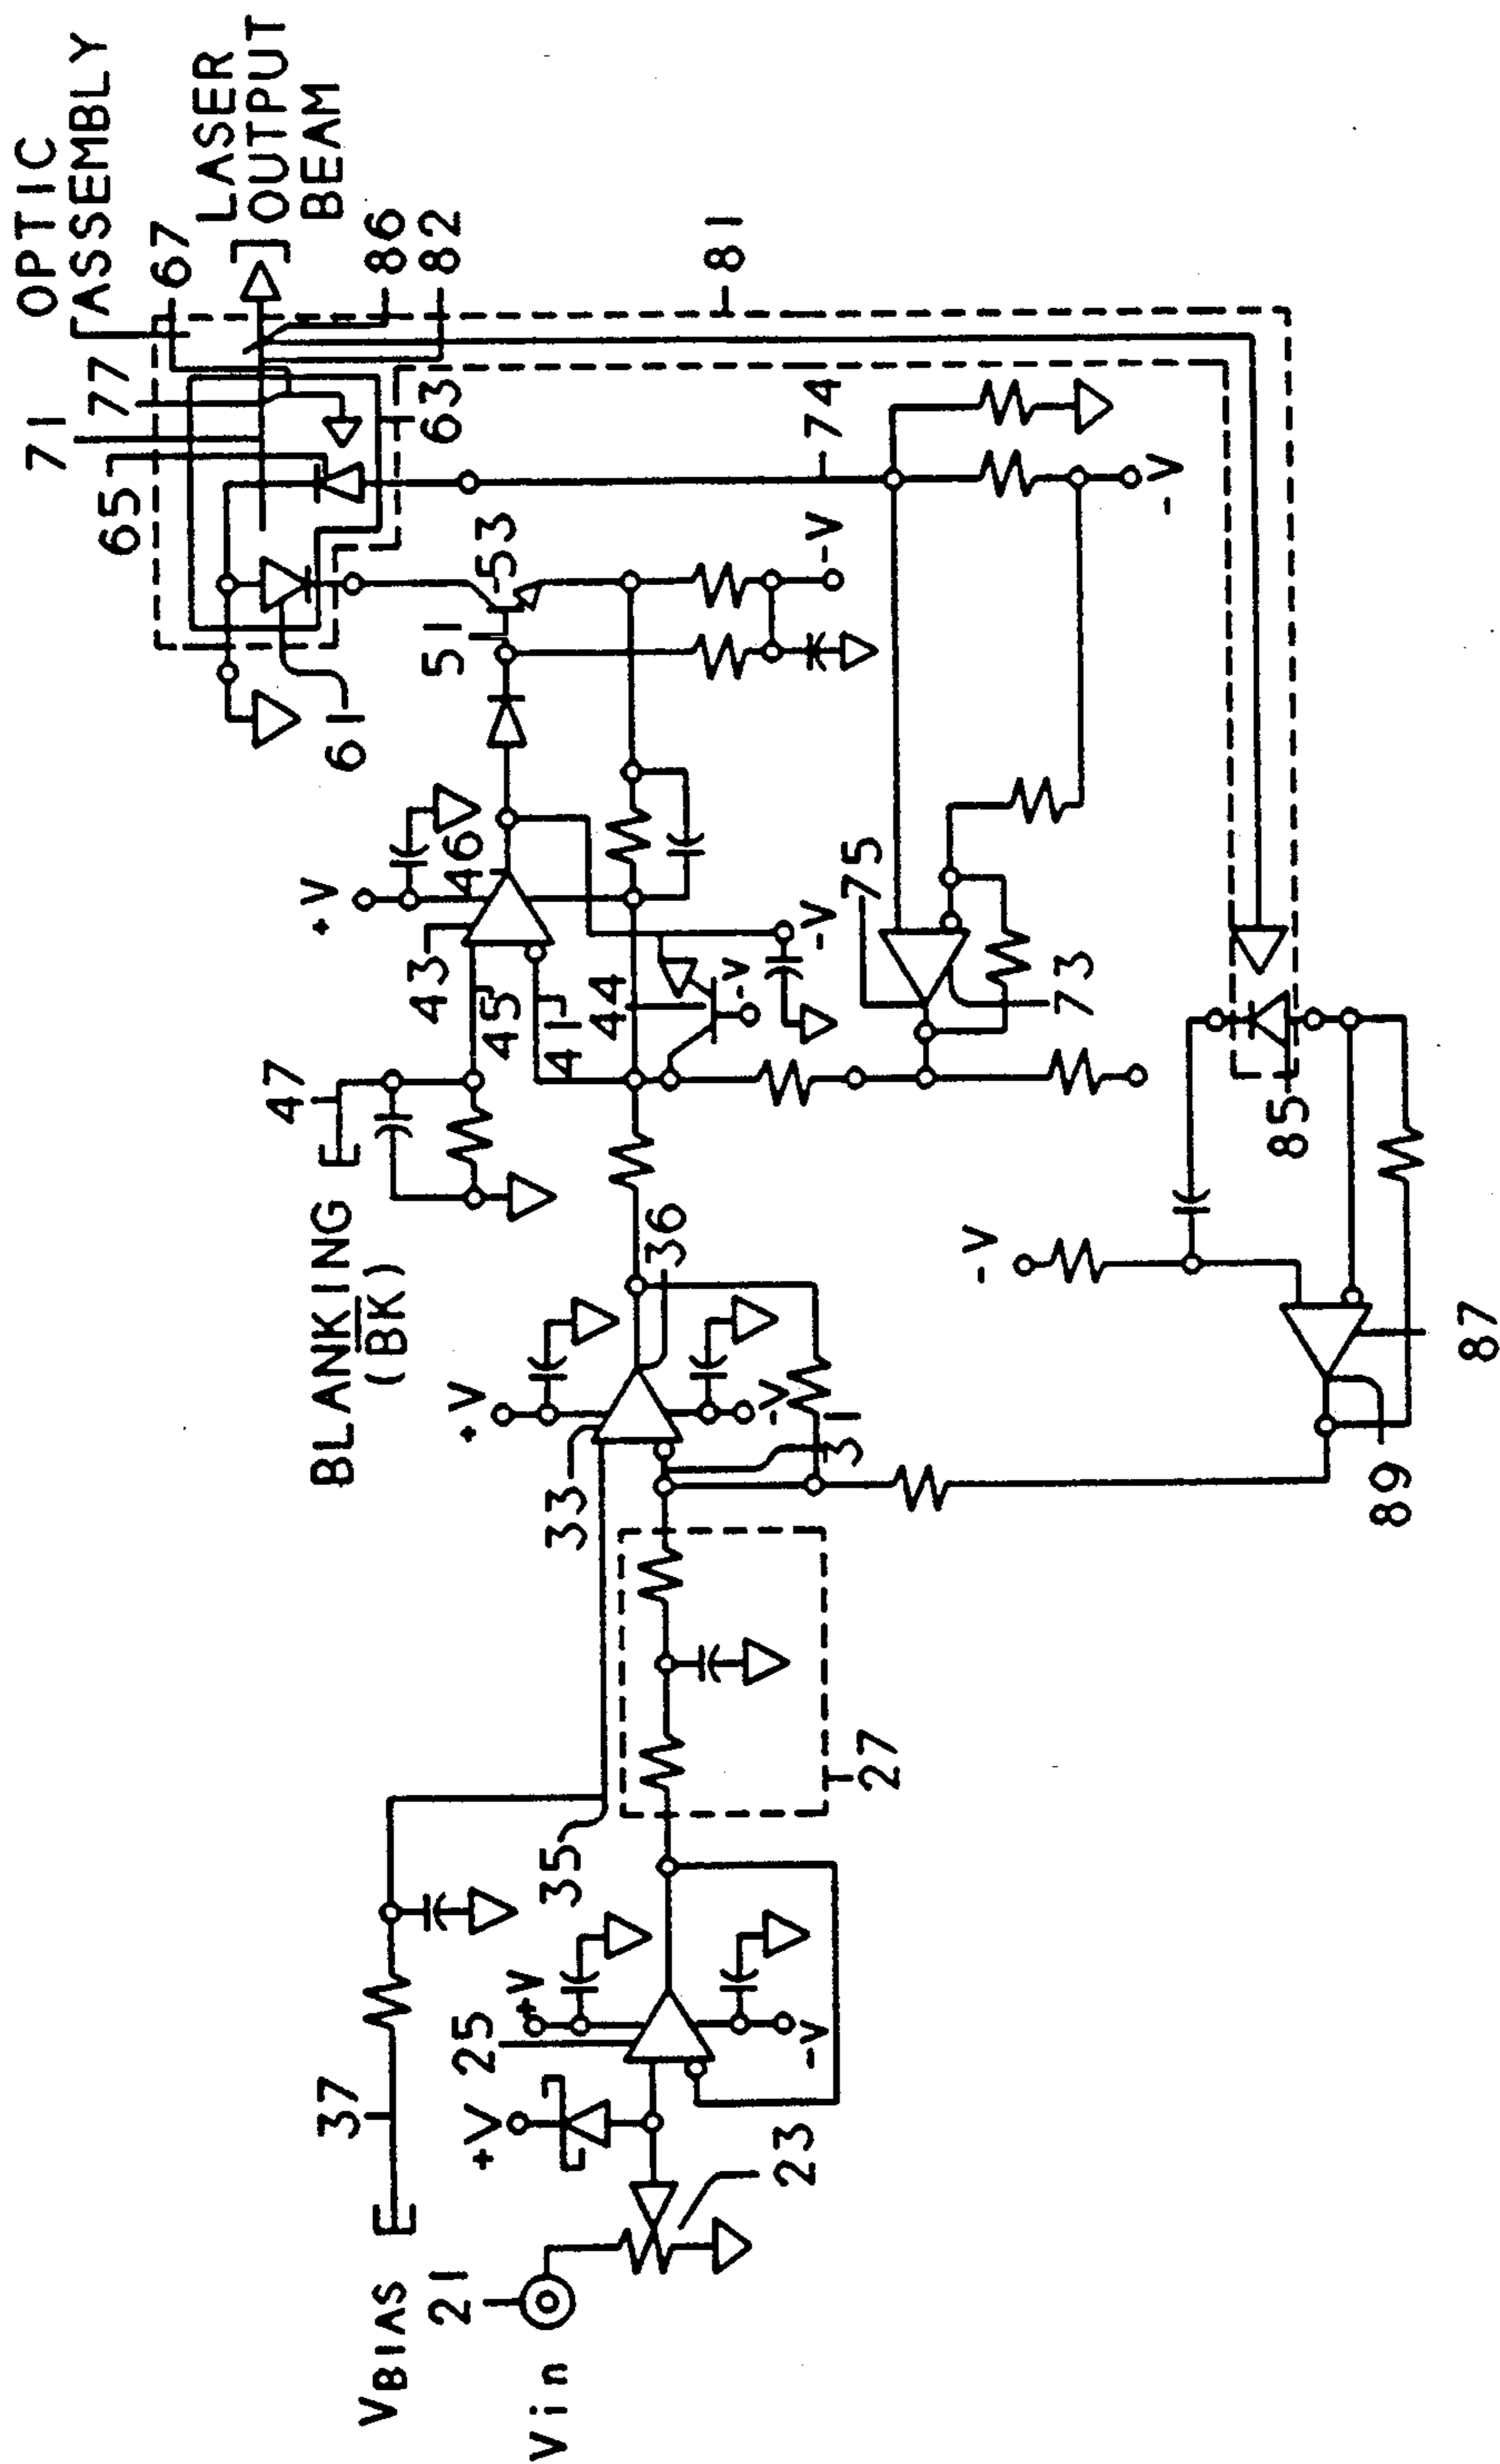 OPTIC
ASSEMBLY
LASER
OUTPUT
BEAM
71
77
67
65
86
82
63
81
61
51
53
-V
74
-V
+V
43
46
45
41
44
-V
-V
75
73
47
BLANKING
(BK)
85
+V
33
36
-V
31
-V
87
89
35
27
37
25
+V
-V
+V
23
VBIAS
21
Vin